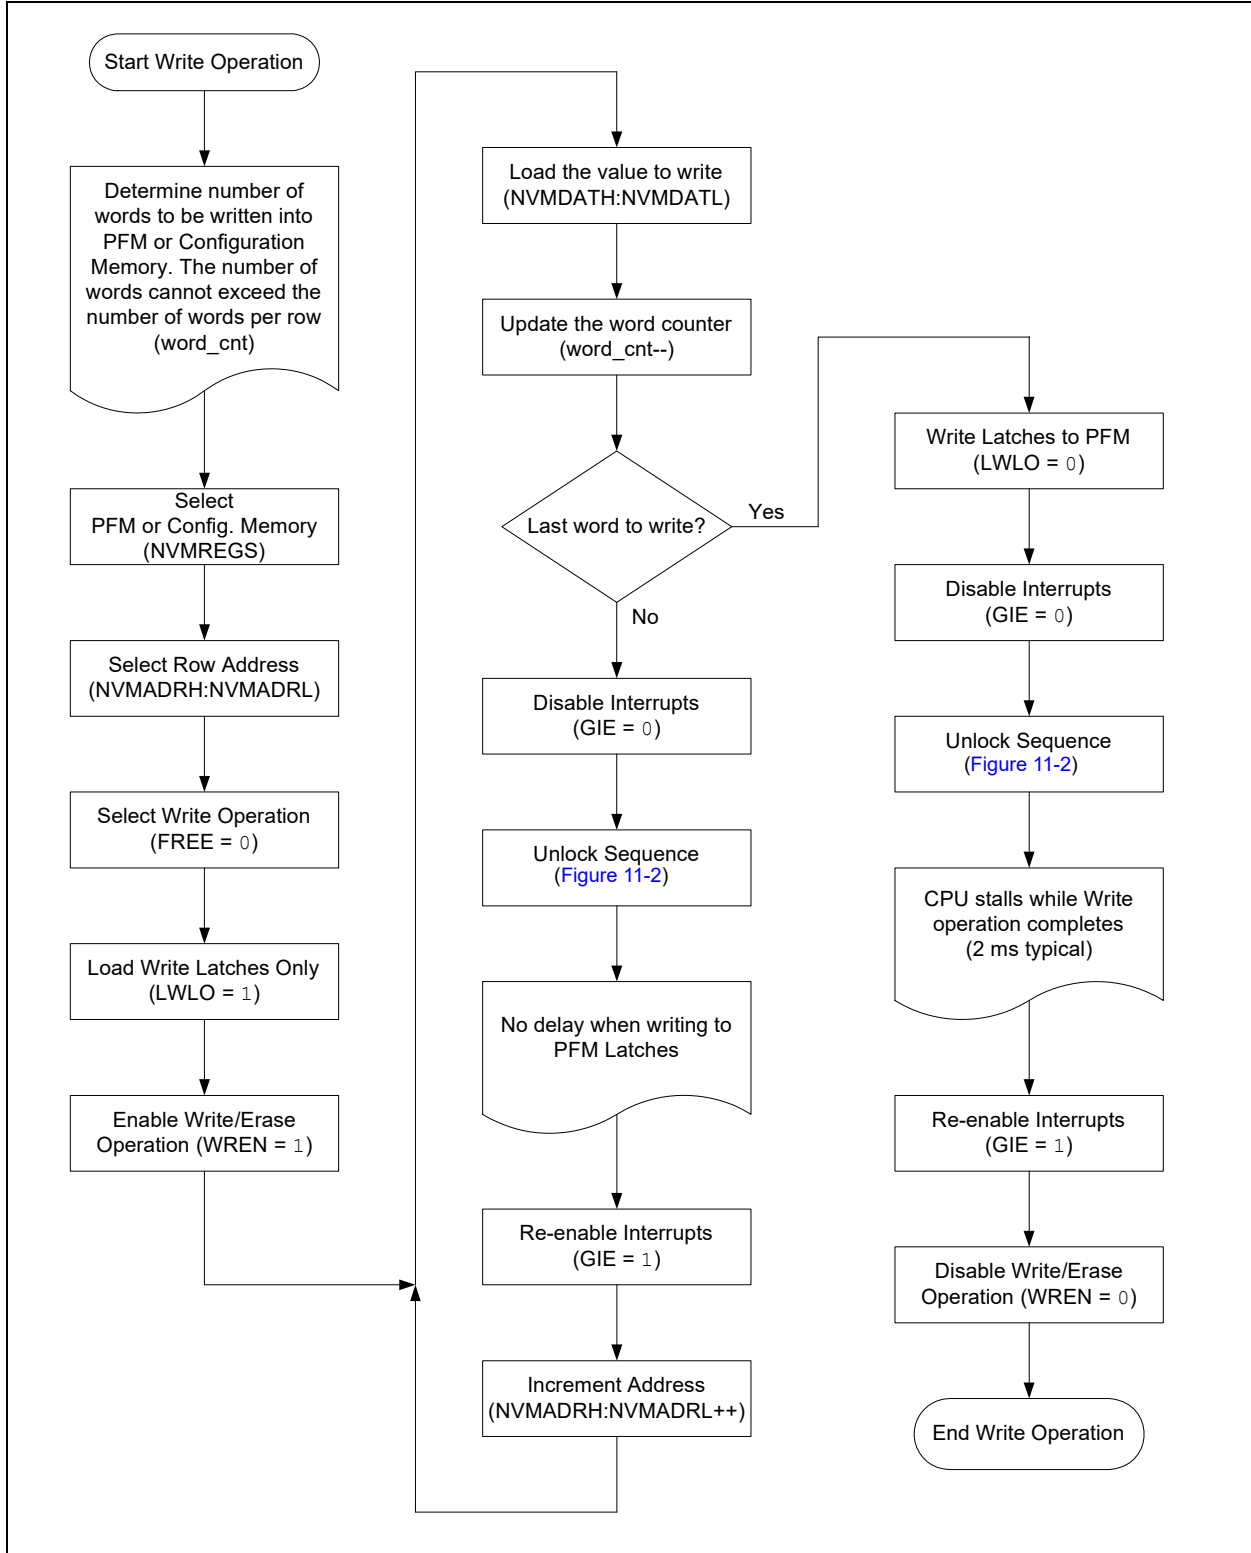 Start Write Operation
Determine number of
words to be written into
PFM or Configuration
Memory. The number of
words cannot exceed the
number of words per row
(word_cnt)
Select
PFM or Config. Memory
(NVMREGS)
Select Row Address
(NVMADRH:NVMADRL)
Select Write Operation
(FREE = 0)
Load Write Latches Only
(LWLO = 1)
Enable Write/Erase
Operation (WREN = 1)
Load the value to write
(NVMDATH:NVMDATL)
Update the word counter
(word_cnt--)
Last word to write?
Yes
No
Disable Interrupts
(GIE = 0)
Unlock Sequence
(Figure 11-2)
No delay when writing to
PFM Latches
Re-enable Interrupts
(GIE = 1)
Increment Address
(NVMADRH:NVMADRL++)
Write Latches to PFM
(LWLO = 0)
Disable Interrupts
(GIE = 0)
Unlock Sequence
(Figure 11-2)
CPU stalls while Write
operation completes
(2 ms typical)
Re-enable Interrupts
(GIE = 1)
Disable Write/Erase
Operation (WREN = 0)
End Write Operation